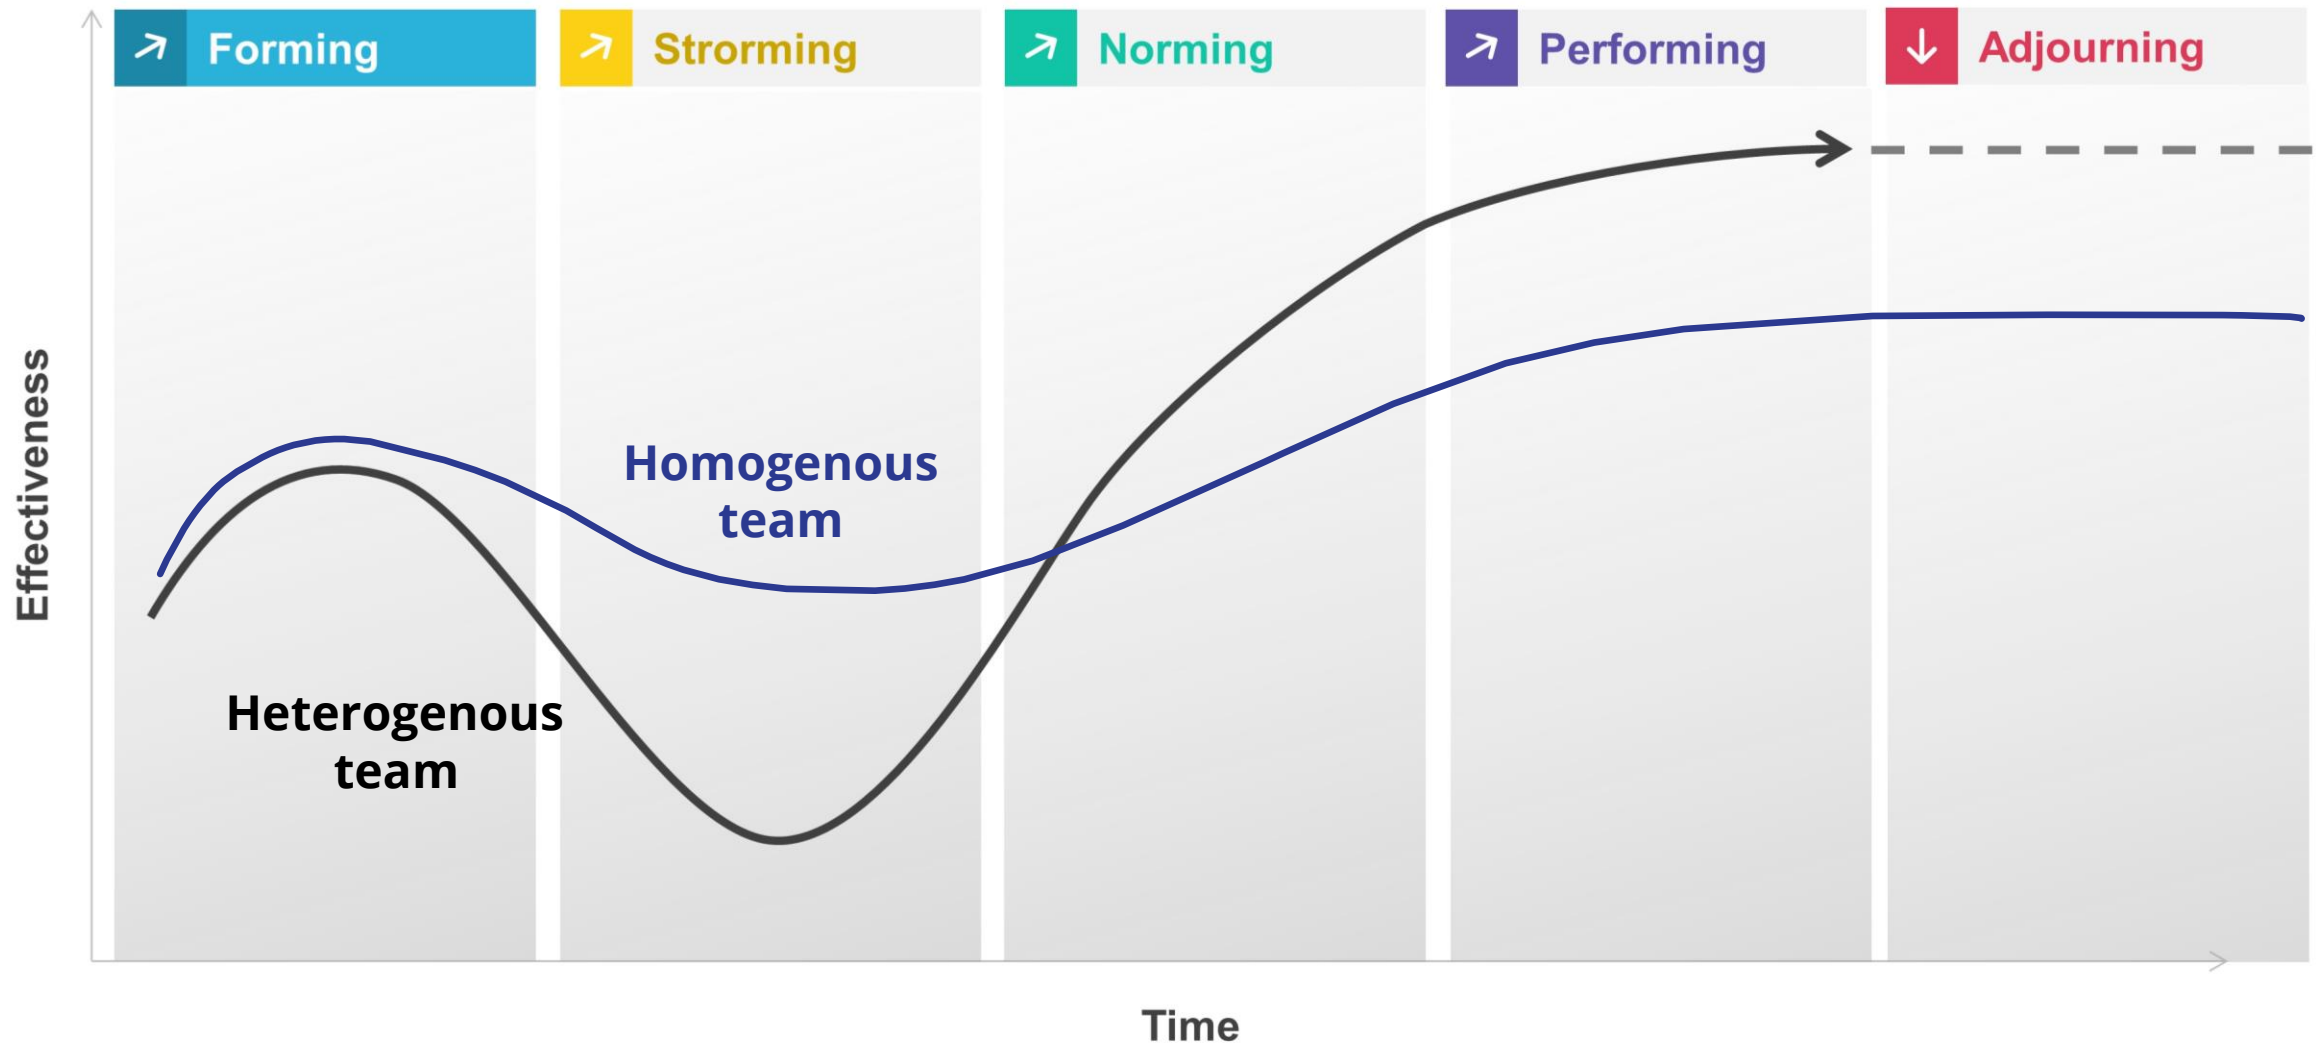 Forming
Strorming
Norming
Performing
Adjourning
Effectiveness
Homogenous
team
Heterogenous
team
Time